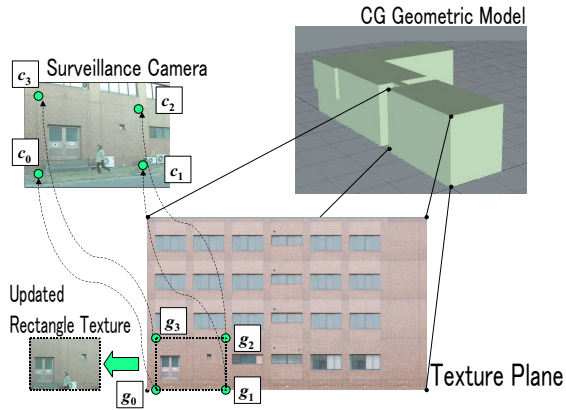 CG Geometric Model
Surveillance Camera
c3
c2
c0
c1
Updated
Rectangle Texture
g3
g2
g0
g1
Texture Plane